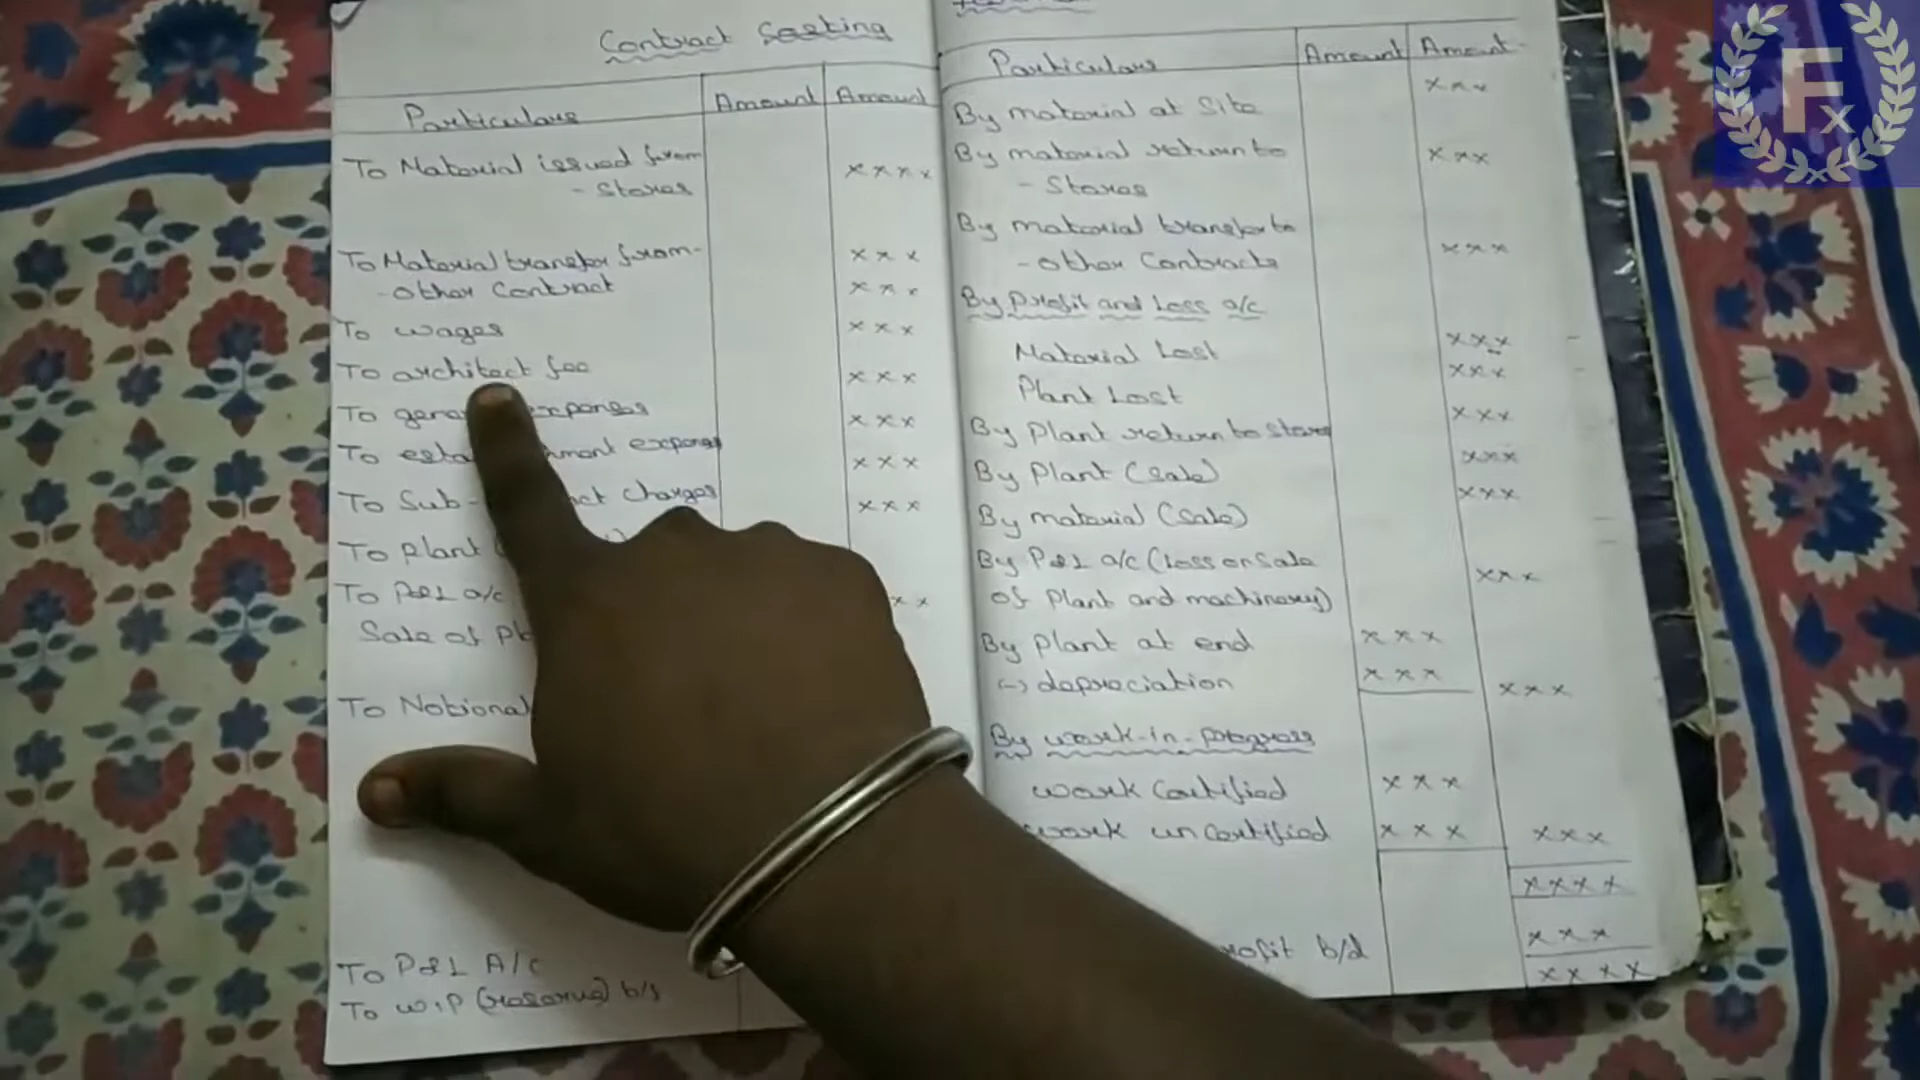 Contract Costing
Particulars Amount Amount
To Material issued from xxxx
- Stores
To Material transfer from- xxx
-Other Contract xxx
To wages xxx
To architect fee xxx
To expenses xxx
To expenses xxx
To Sub- charges xxx
To Plant
To P&L a/c xx
Sale of
To Notional
To P&L A/c
To W.I.P (reserve) b/s
Particulars Amount Amount
By material at Site xxx
By material return to xxx
- Stores
By material transfer to xxx
- Other Contracts
By Profit and Loss a/c
Material Lost xxx
Plant Lost xxx
By Plant return to store xxx
By Plant (Sale) xxx
By material (Sale) xxx
By P&L a/c (Loss on Sale xxx
of Plant and machinery)
By Plant at end xxx
(-) depreciation xxx xxx
By work-in-progress
work Certified xxx
work uncertified xxx xxx
xxxx
profit b/d xxx
xxxx
Fx